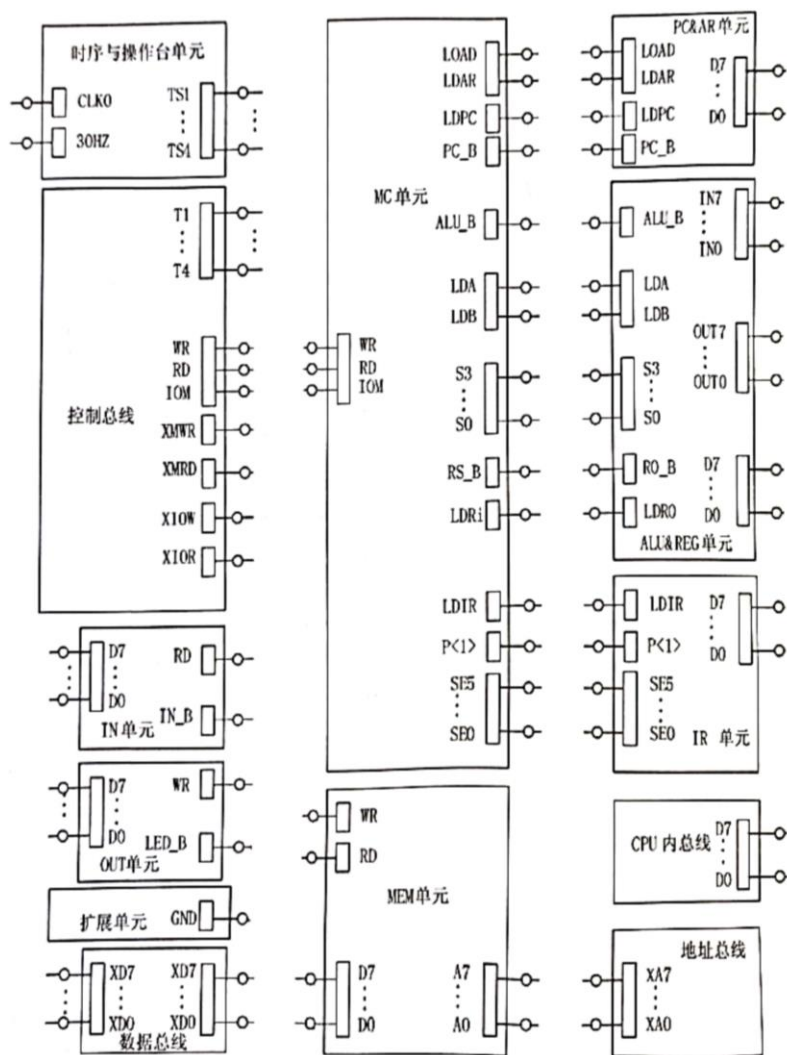 时序与操作台单元
CLK0
30HZ
TS1
TS4
控制总线
T1
T4
WR
RD
IOM
XMWR
XMRD
XIOW
XIOR
D7
D0
RD
IN_B
IN单元
D7
D0
WR
LED_B
OUT单元
扩展单元
GND
XD7
XD0
XD7
XD0
数据总线
MC单元
WR
RD
IOM
LOAD
LDAR
LDPC
PC_B
ALU_B
LDA
LDB
S3
S0
RS_B
LDRi
LDIR
P<1>
SE5
SE0
WR
RD
MEM单元
D7
D0
A7
A0
PC&AR单元
LOAD
LDAR
LDPC
PC_B
D7
D0
ALU_B
LDA
LDB
S3
S0
RO_B
LDRO
IN7
IN0
OUT7
OUT0
D7
D0
ALU&REG单元
LDIR
P<1>
SE5
SE0
D7
D0
IR 单元
CPU 内总线
D7
D0
地址总线
XA7
XA0